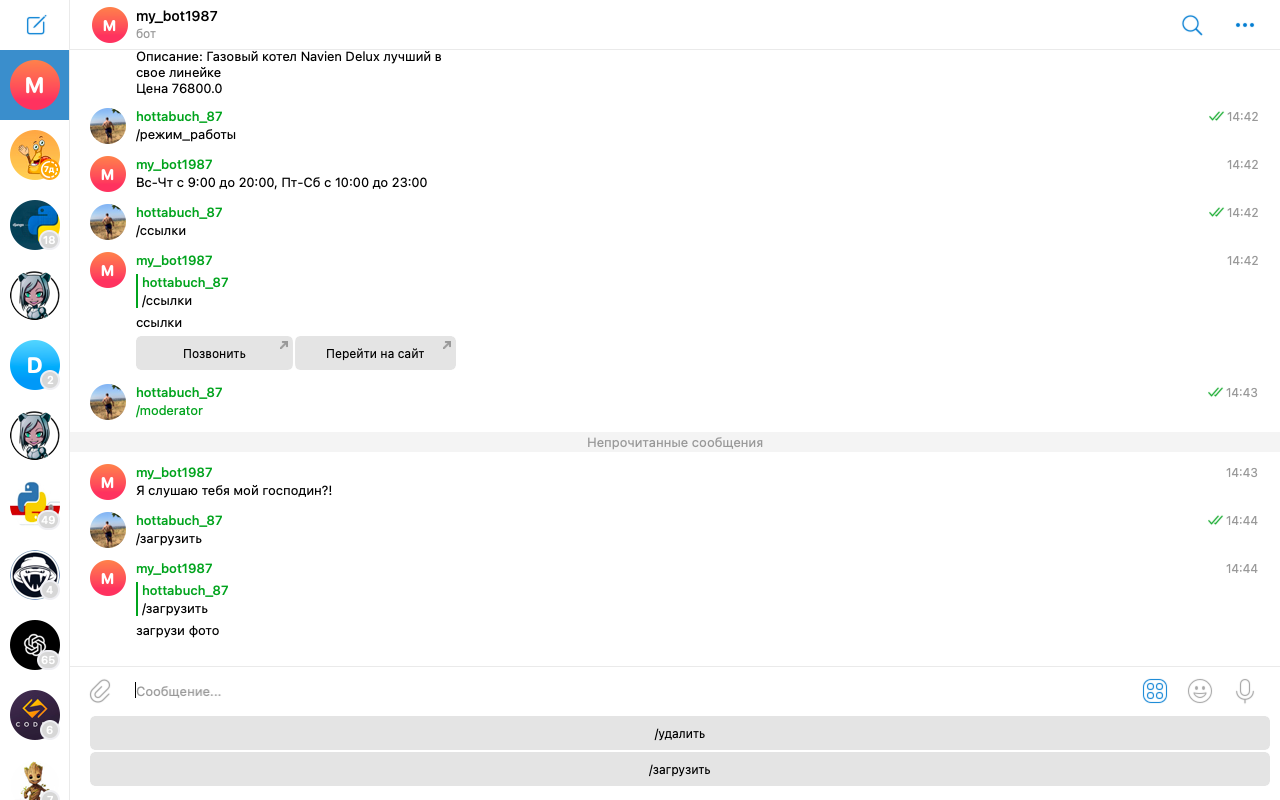 my_bot1987
бот
M
M
7д
18
D
2
49
4
65
CODE
6
7
Описание: Газовый котел Navien Delux лучший в
свое линейке
Цена 76800.0
hottabuch_87
14:42
/режим_работы
M
my_bot1987
14:42
Вс-Чт с 9:00 до 20:00, Пт-Сб с 10:00 до 23:00
hottabuch_87
14:42
/ссылки
M
my_bot1987
14:42
hottabuch_87
/ссылки
ссылки
Позвонить
Перейти на сайт
hottabuch_87
14:43
/moderator
Непрочитанные сообщения
M
my_bot1987
14:43
Я слушаю тебя мой господин?!
hottabuch_87
14:44
/загрузить
M
my_bot1987
14:44
hottabuch_87
/загрузить
загрузи фото
Сообщение...
/удалить
/загрузить